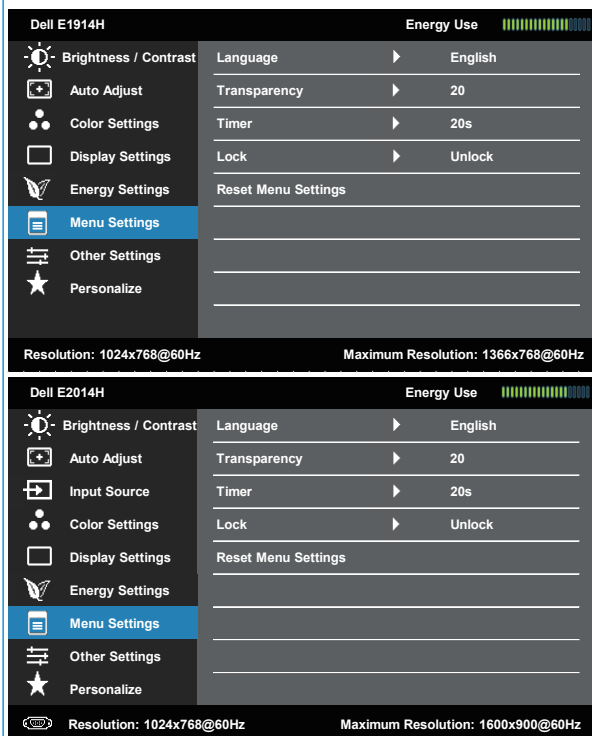 Dell E1914H Energy Use
Brightness / Contrast Language English
Auto Adjust Transparency 20
Color Settings Timer 20s
Display Settings Lock Unlock
Energy Settings Reset Menu Settings
Menu Settings
Other Settings
Personalize
Resolution: 1024x768@60Hz Maximum Resolution: 1366x768@60Hz
Dell E2014H Energy Use
Brightness / Contrast Language English
Auto Adjust Transparency 20
Input Source Timer 20s
Color Settings Lock Unlock
Display Settings Reset Menu Settings
Energy Settings
Menu Settings
Other Settings
Personalize
Resolution: 1024x768@60Hz Maximum Resolution: 1600x900@60Hz